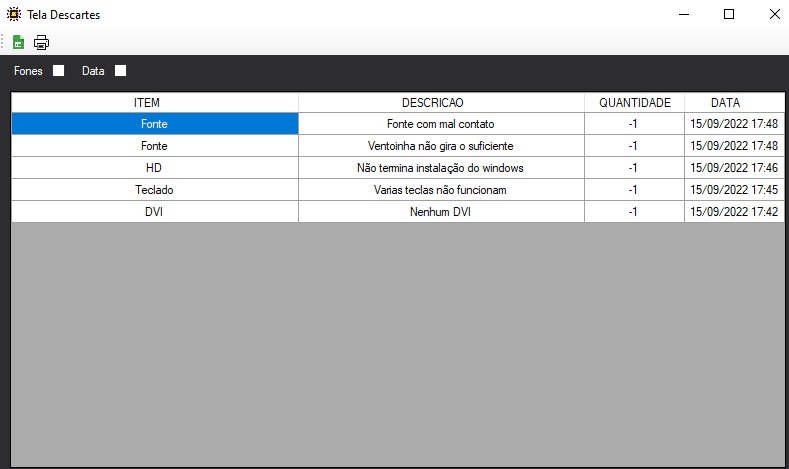 Tela Descartes
Fones Data
ITEM DESCRICAO QUANTIDADE DATA
Fonte Fonte com mal contato -1 15/09/2022 17:48
Fonte Ventoinha não gira o suficiente -1 15/09/2022 17:48
HD Não termina instalação do windows -1 15/09/2022 17:46
Teclado Varias teclas não funcionam -1 15/09/2022 17:45
DVI Nenhum DVI -1 15/09/2022 17:42